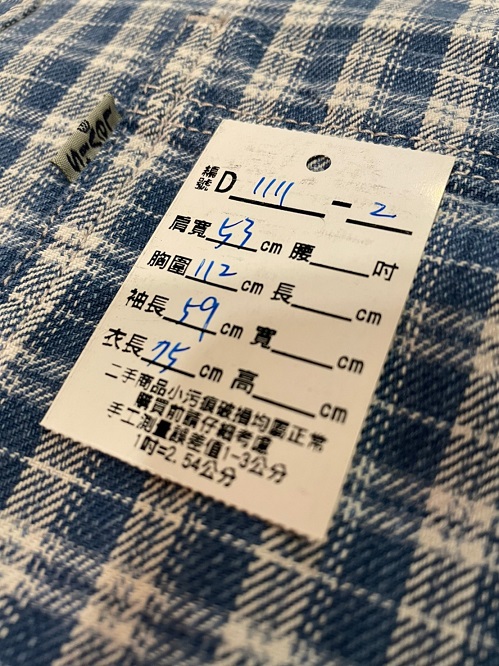 編號D 1111 - 2
肩寬 53 cm 腰 吋
胸圍 112 cm 長 cm
袖長 59 cm 寬 cm
衣長 75 cm 高 cm
二手商品小污痕破損均屬正常
購買前請仔細考慮
手工測量誤差值1-3公分
1吋=2.54公分